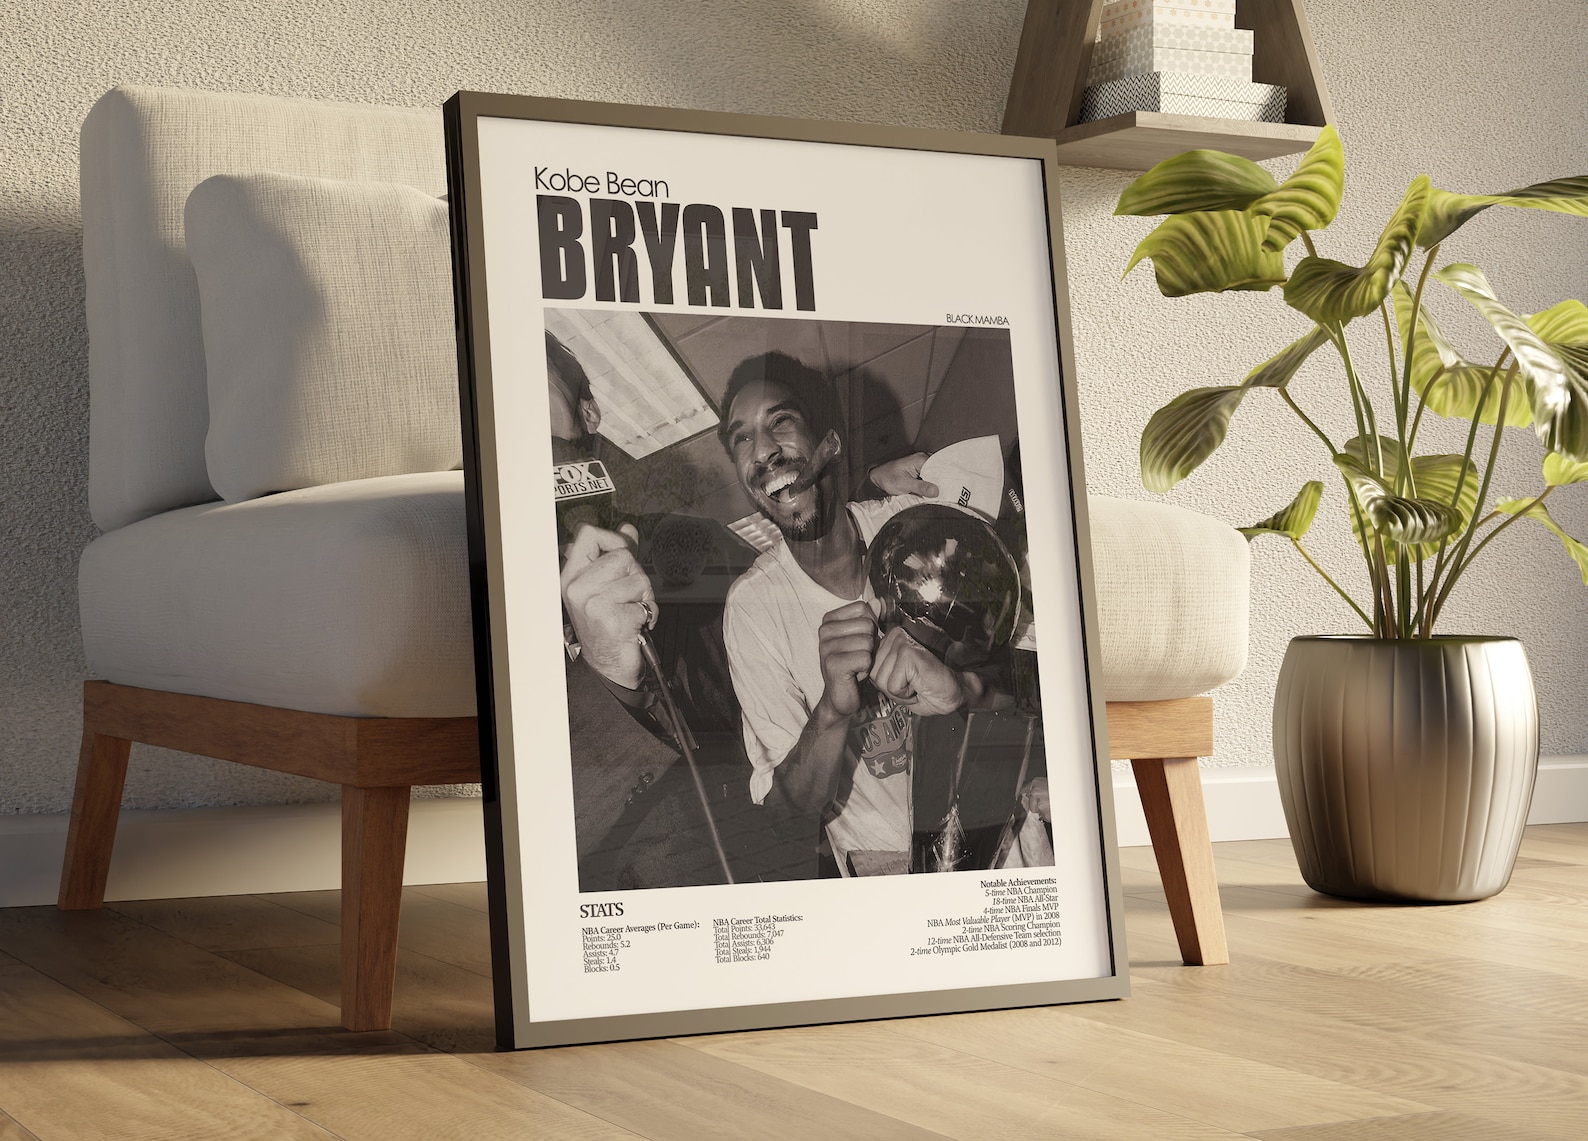 Kobe Bean
BRYANT
BLACK MAMBA
FOX
SPORTS NET
LOS ANG
STATS
NBA Career Averages (Per Game):
Points: 25.0
Rebounds: 5.2
Assists: 4.7
Steals: 1.4
Blocks: 0.5
NBA Career Total Statistics:
Total Points: 33,643
Total Rebounds: 7,047
Total Assists: 6,306
Total Steals: 1,944
Total Blocks: 640
Notable Achievements:
5-time NBA Champion
18-time NBA All-Star
4-time NBA Finals MVP
NBA Most Valuable Player (MVP) in 2008
2-time NBA Scoring Champion
12-time NBA All-Defensive Team selection
2-time Olympic Gold Medalist (2008 and 2012)